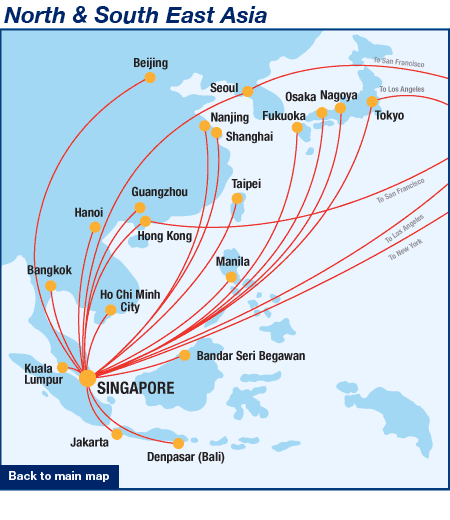 North & South East Asia
Beijing
To San Francisco
Seoul
To Los Angeles
Osaka
Nagoya
Nanjing
Fukuoka
Tokyo
Shanghai
Guangzhou
Taipei
To San Francisco
Hanoi
Hong Kong
To Los Angeles
To New York
Manila
Bangkok
Ho Chi Minh
City
Bandar Seri Begawan
Kuala
Lumpur
SINGAPORE
Jakarta
Denpasar (Bali)
Back to main map